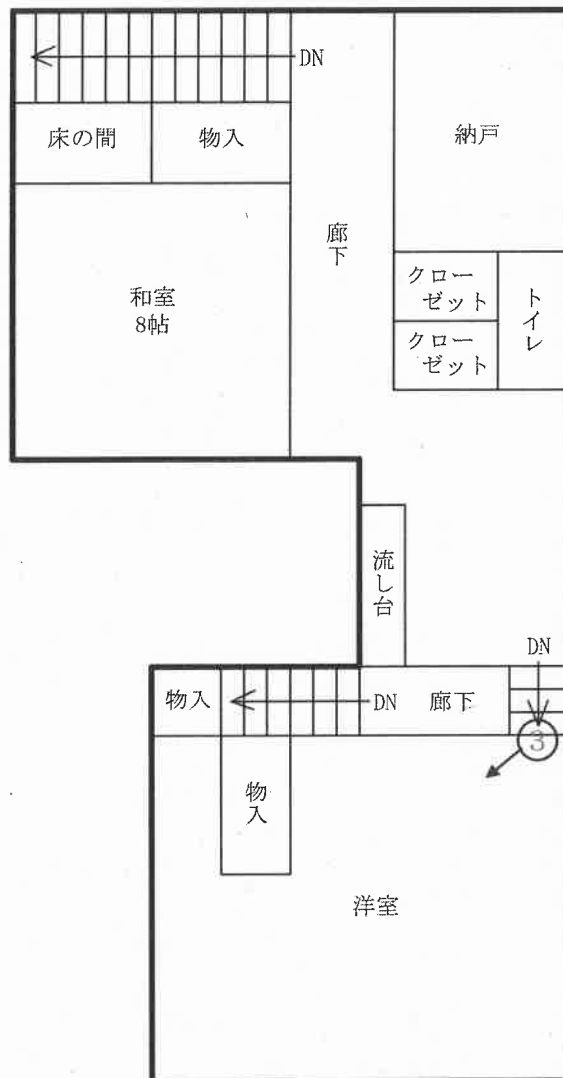 DN
床の間
物入
納戸
廊下
和室
8帖
クロー
ゼット
クロー
ゼット
トイレ
流し台
DN
物入
DN
廊下
3
物入
洋室